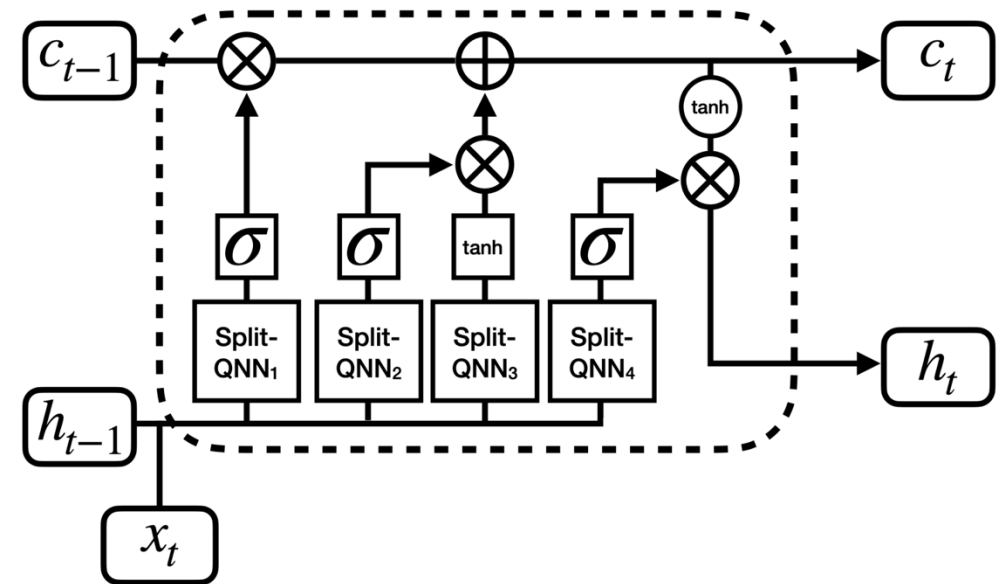 c_{t−1}
c_t
tanh
σ
σ
tanh
σ
Split-
QNN₁
Split-
QNN₂
Split-
QNN₃
Split-
QNN₄
h_t
h_{t−1}
x_t